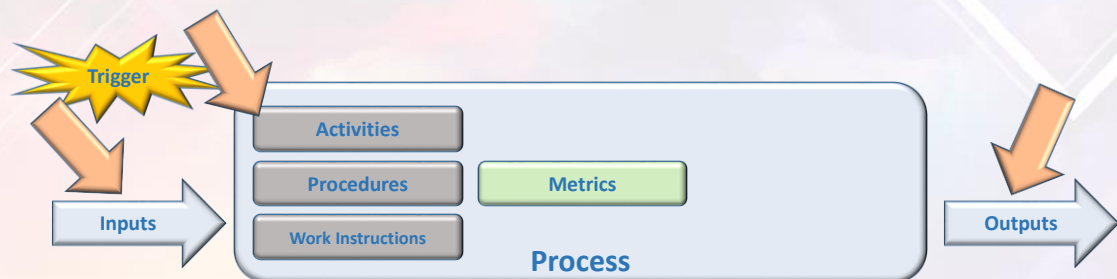 Trigger
Activities
Procedures
Metrics
Inputs
Outputs
Work Instructions
Process